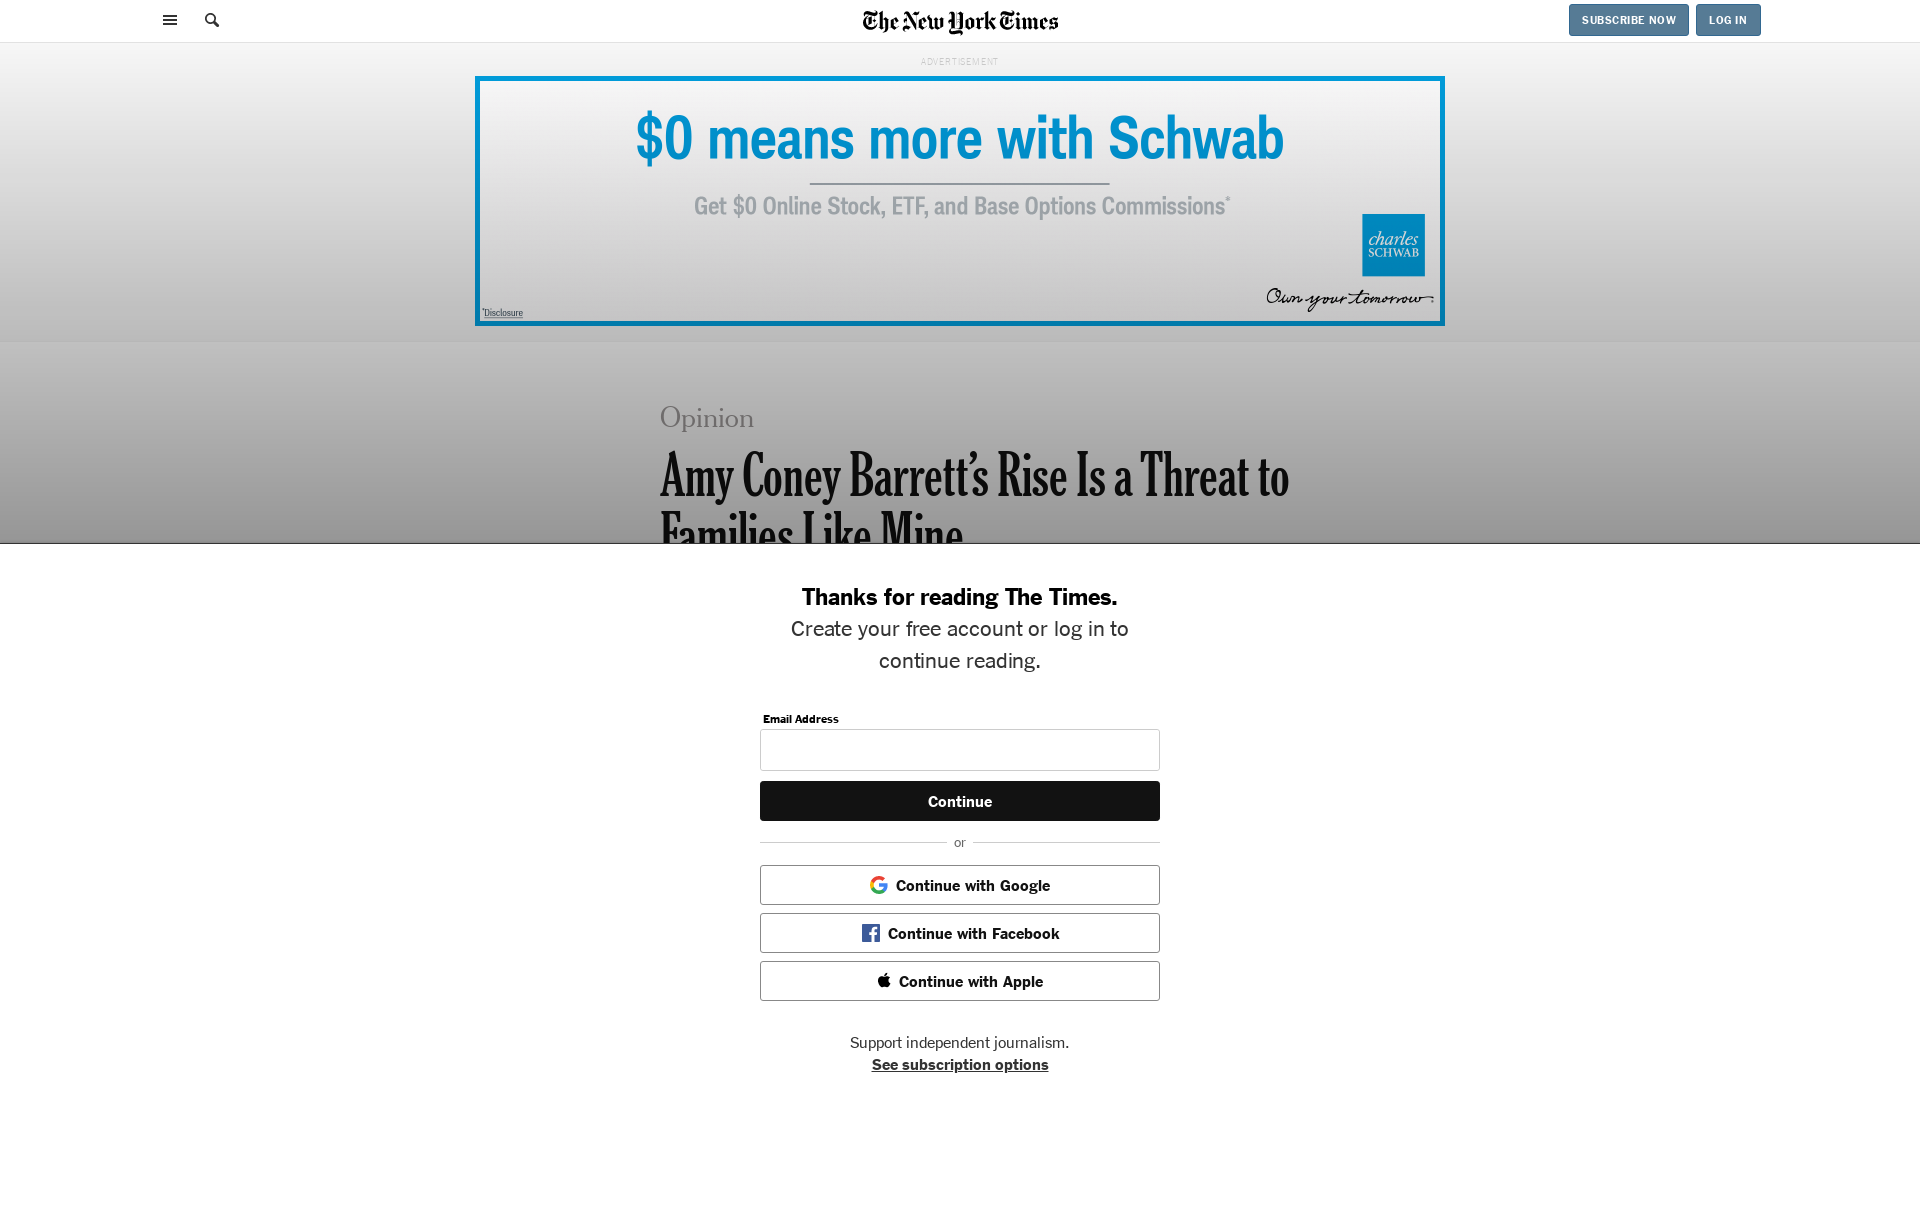 The New York Times
SUBSCRIBE NOW
LOG IN
ADVERTISEMENT
$0 means more with Schwab
Get $0 Online Stock, ETF, and Base Options Commissions*
charles
SCHWAB
Own your tomorrow®
*Disclosure
Opinion
Amy Coney Barrett’s Rise Is a Threat to
Families Like Mine
Thanks for reading The Times.
Create your free account or log in to
continue reading.
Email Address
Continue
or
Continue with Google
Continue with Facebook
Continue with Apple
Support independent journalism.
See subscription options